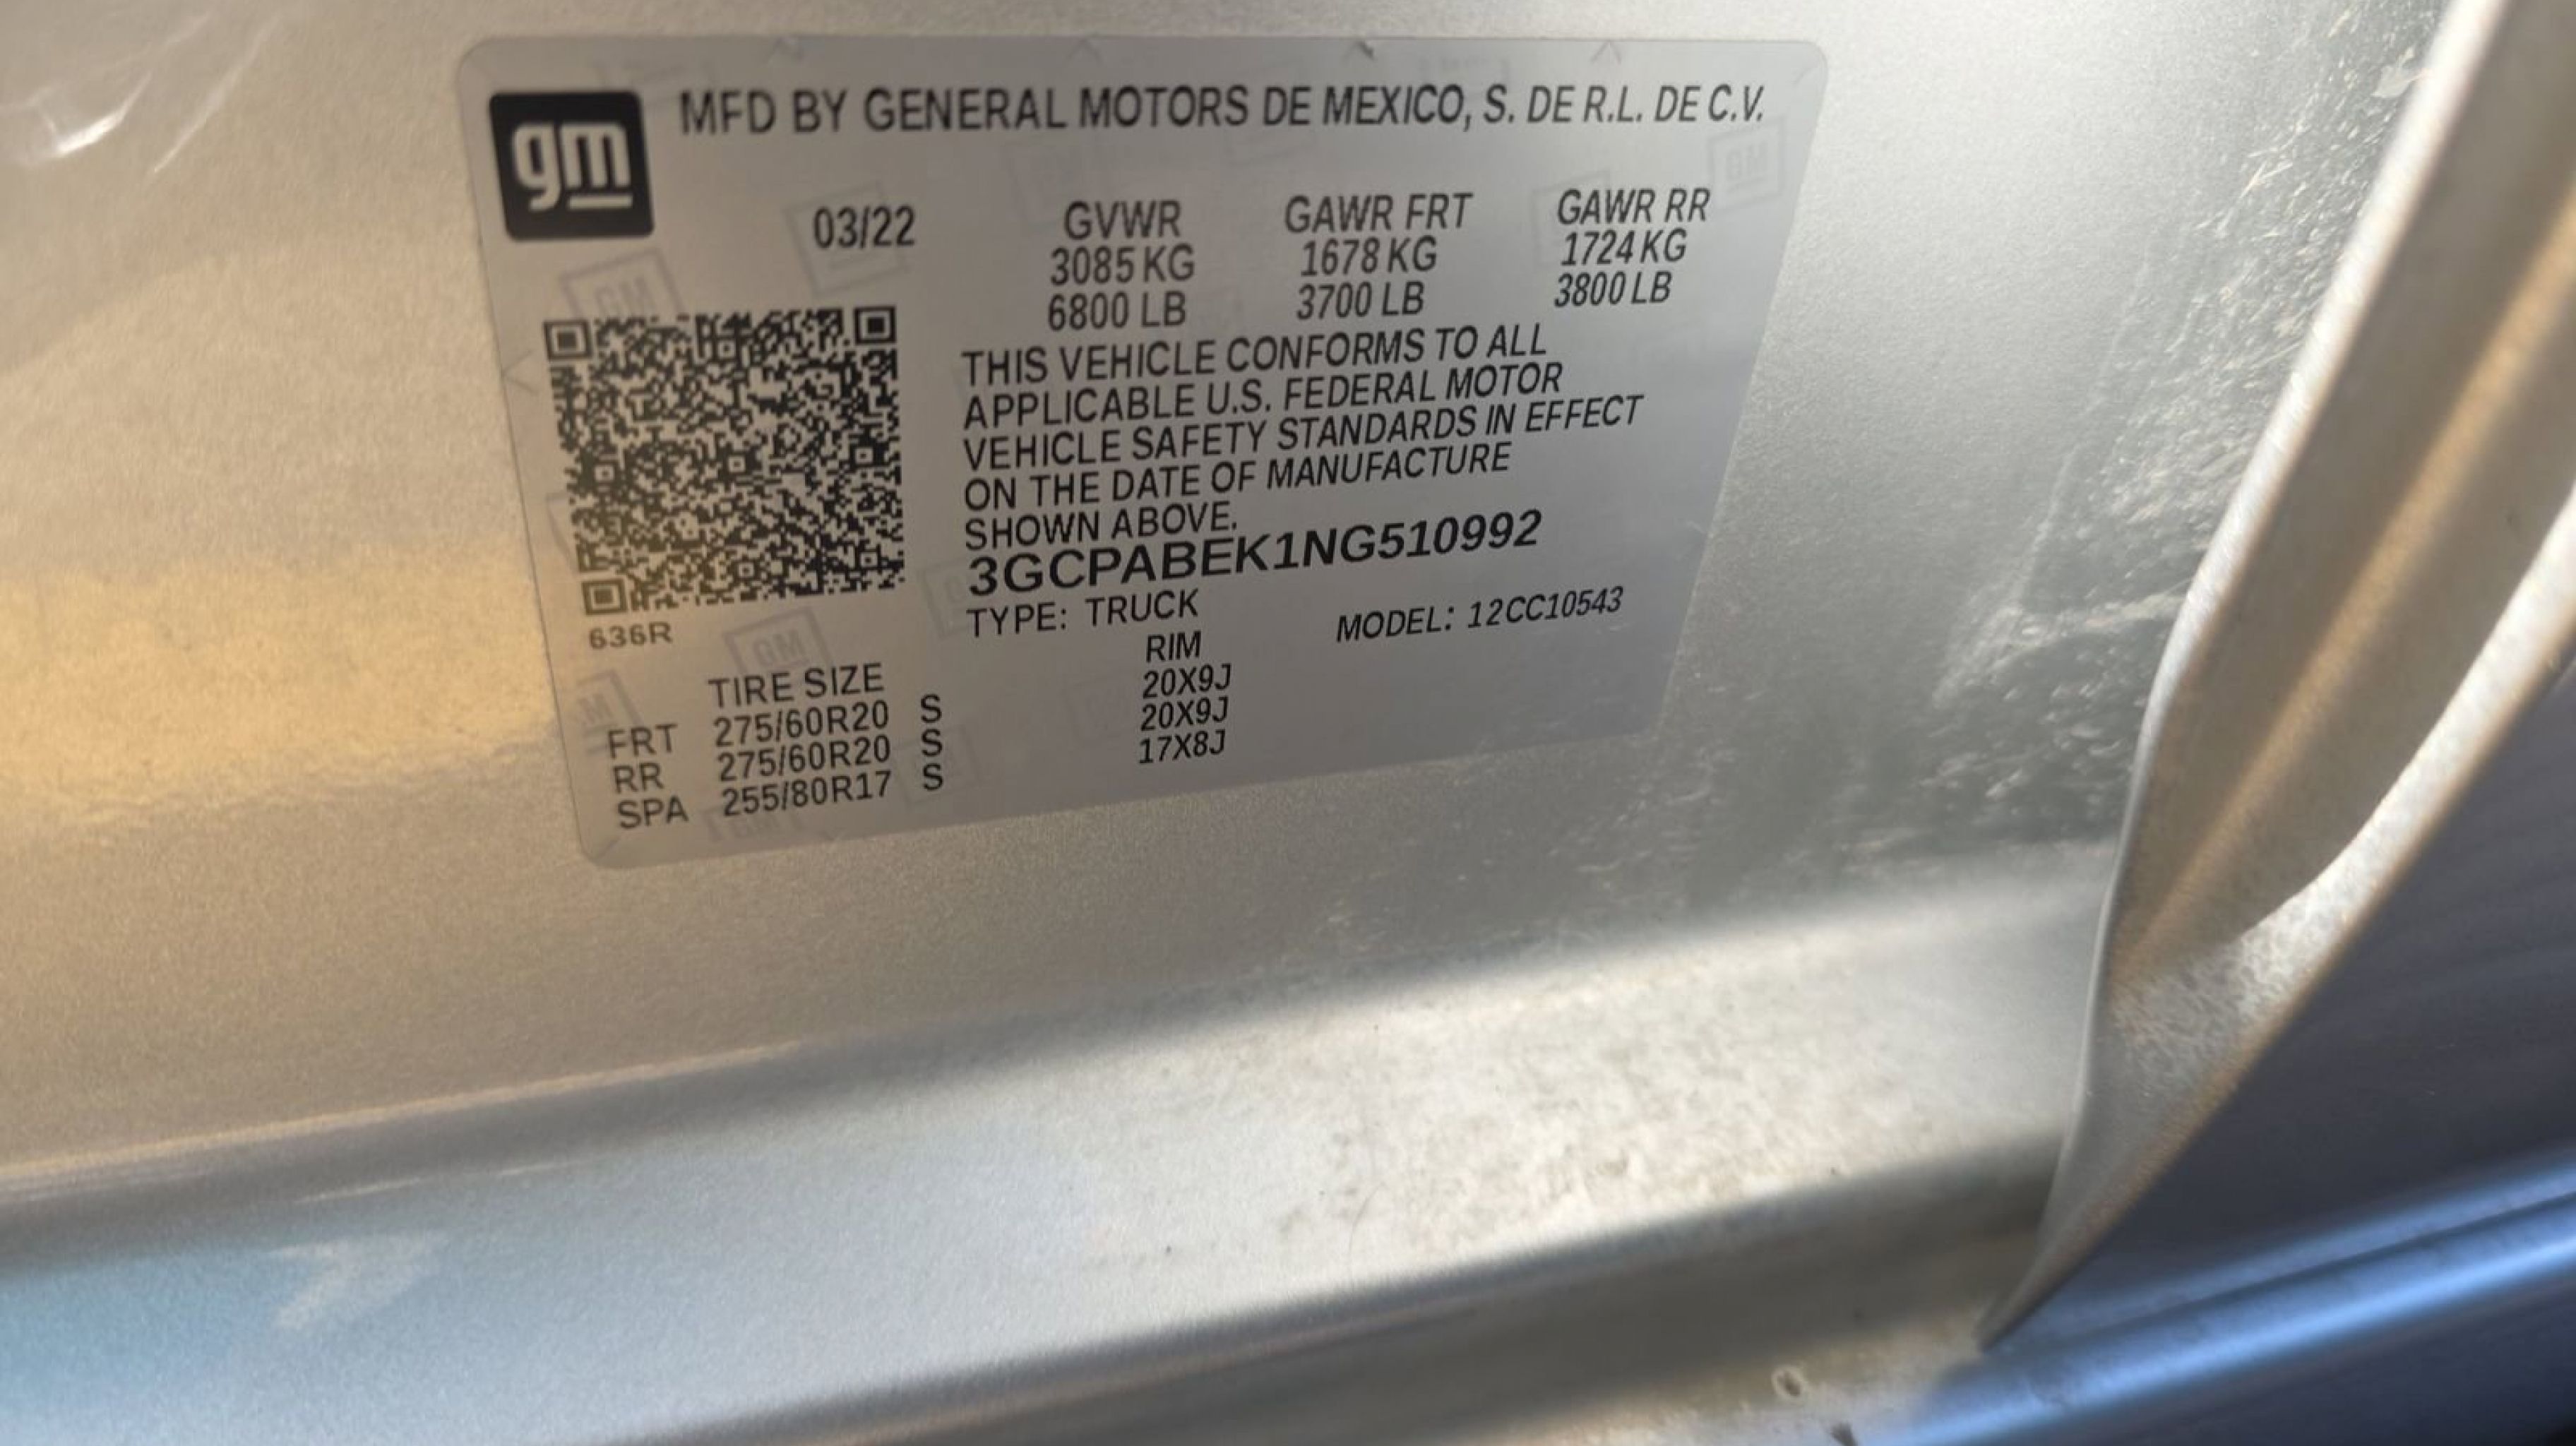 gm MFD BY GENERAL MOTORS DE MEXICO, S. DE R.L. DE C.V.
03/22 GVWR GAWR FRT GAWR RR
3085 KG 1678 KG 1724 KG
6800 LB 3700 LB 3800 LB
THIS VEHICLE CONFORMS TO ALL
APPLICABLE U.S. FEDERAL MOTOR
VEHICLE SAFETY STANDARDS IN EFFECT
ON THE DATE OF MANUFACTURE
SHOWN ABOVE.
3GCPABEK1NG510992
TYPE: TRUCK MODEL: 12CC10543
636R
TIRE SIZE RIM
FRT 275/60R20 S 20X9J
RR 275/60R20 S 20X9J
SPA 255/80R17 S 17X8J